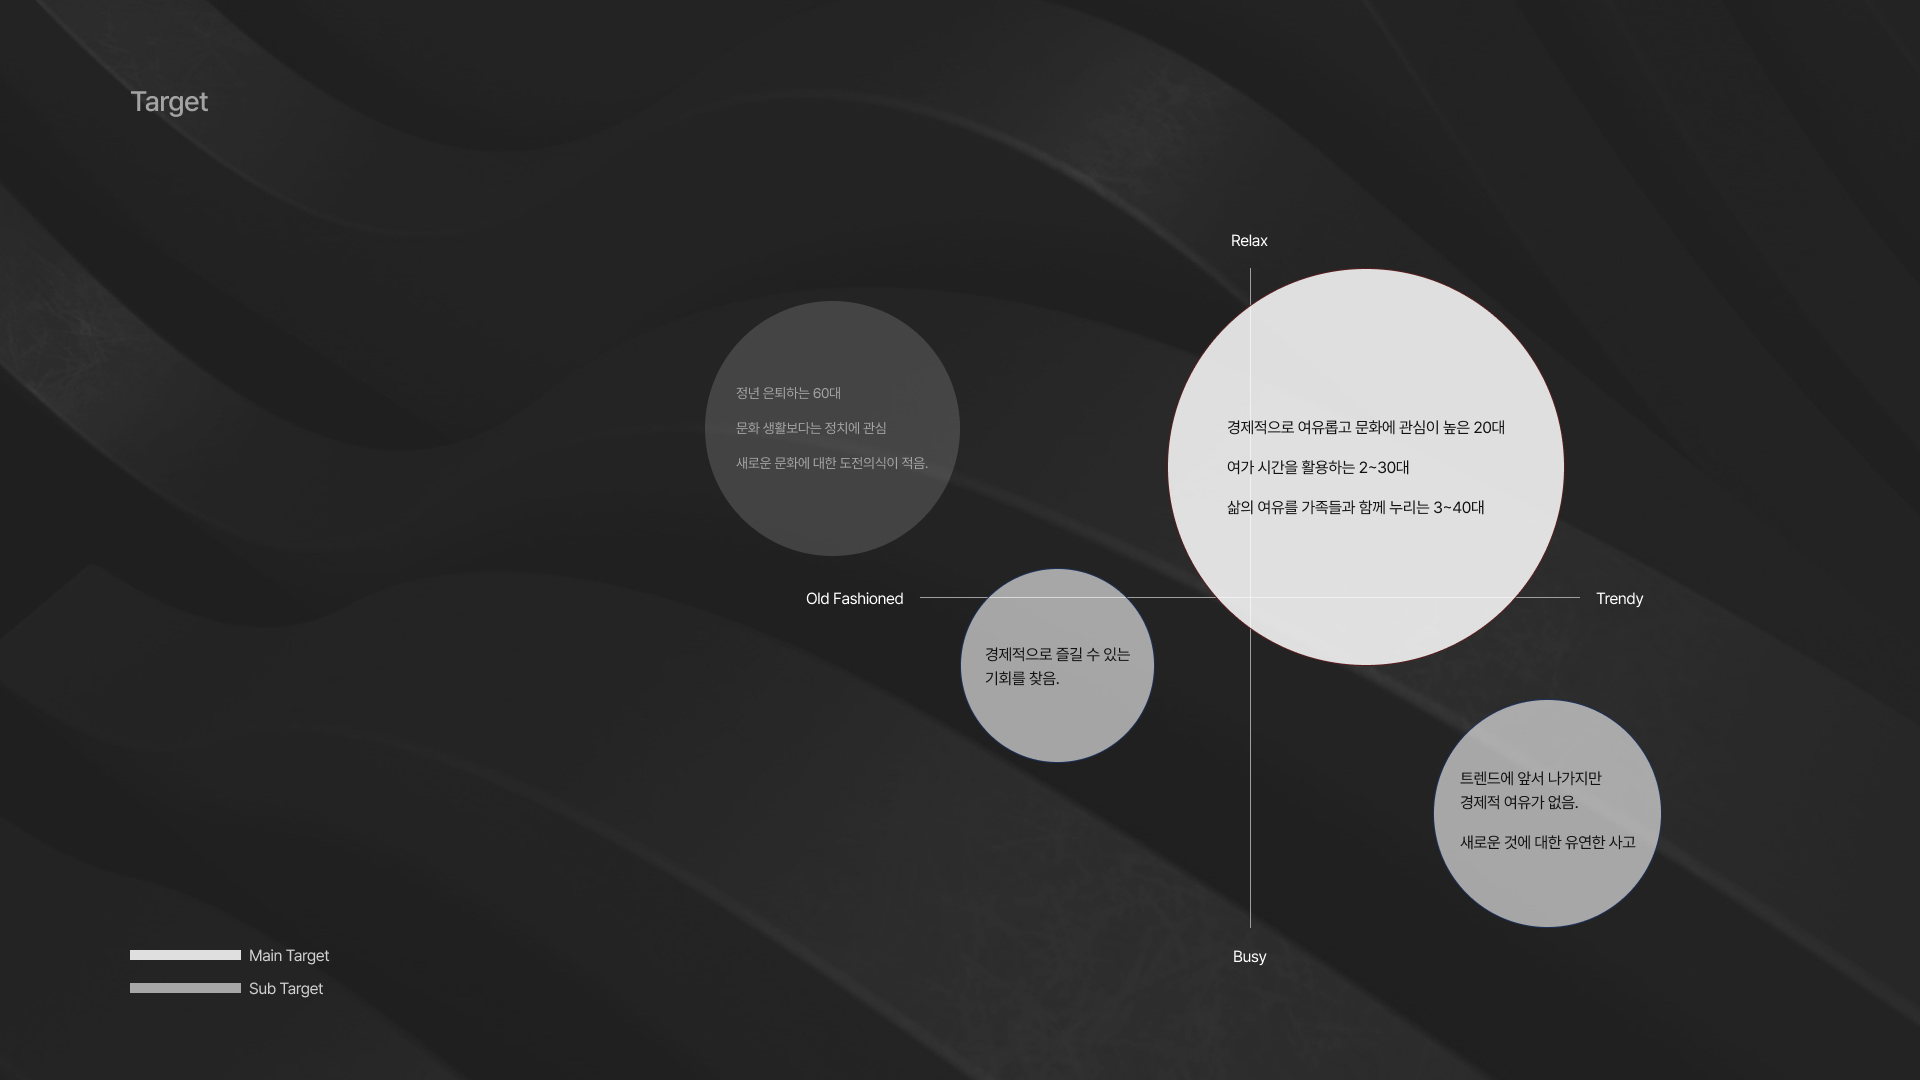 Target
Relax
정년 은퇴하는 60대
문화 생활보다는 정치에 관심
새로운 문화에 대한 도전의식이 적음.
경제적으로 여유롭고 문화에 관심이 높은 20대
여가 시간을 활용하는 2~30대
삶의 여유를 가족들과 함께 누리는 3~40대
Old Fashioned
Trendy
경제적으로 즐길 수 있는
기회를 찾음.
트렌드에 앞서 나가지만
경제적 여유가 없음.
새로운 것에 대한 유연한 사고
Busy
Main Target
Sub Target